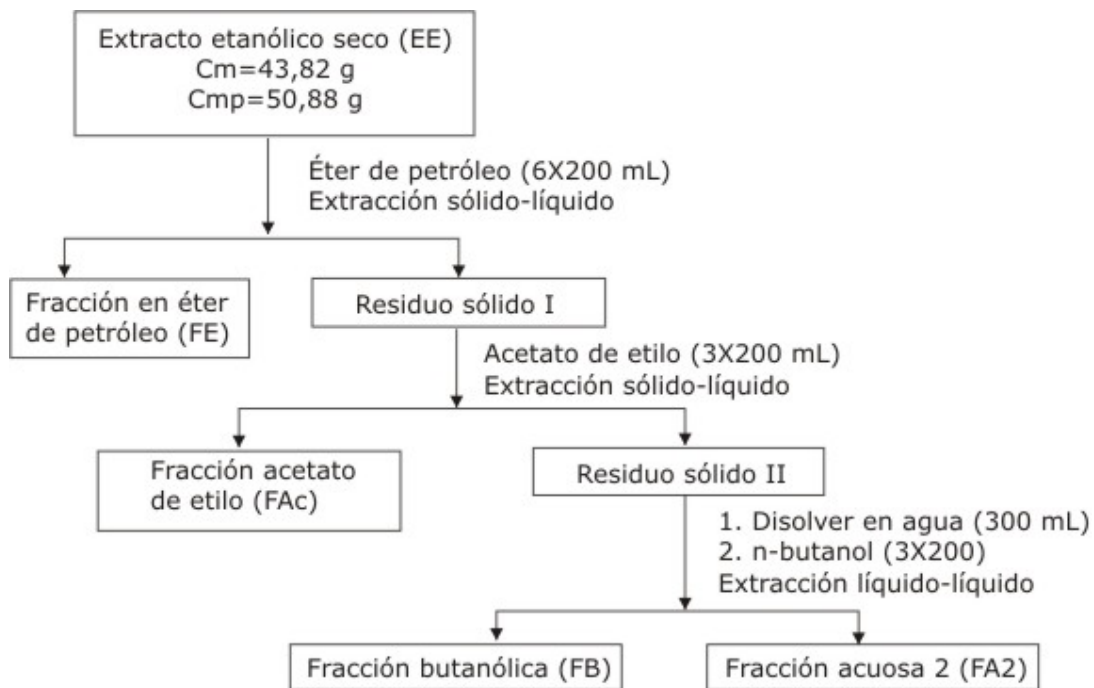 Extracto etanólico seco (EE)
Cm=43,82 g
Cmp=50,88 g
Éter de petróleo (6X200 mL)
Extracción sólido-líquido
Fracción en éter
de petróleo (FE)
Residuo sólido I
Acetato de etilo (3X200 mL)
Extracción sólido-líquido
Fracción acetato
de etilo (FAc)
Residuo sólido II
1. Disolver en agua (300 mL)
2. n-butanol (3X200)
Extracción líquido-líquido
Fracción butanólica (FB)
Fracción acuosa 2 (FA2)